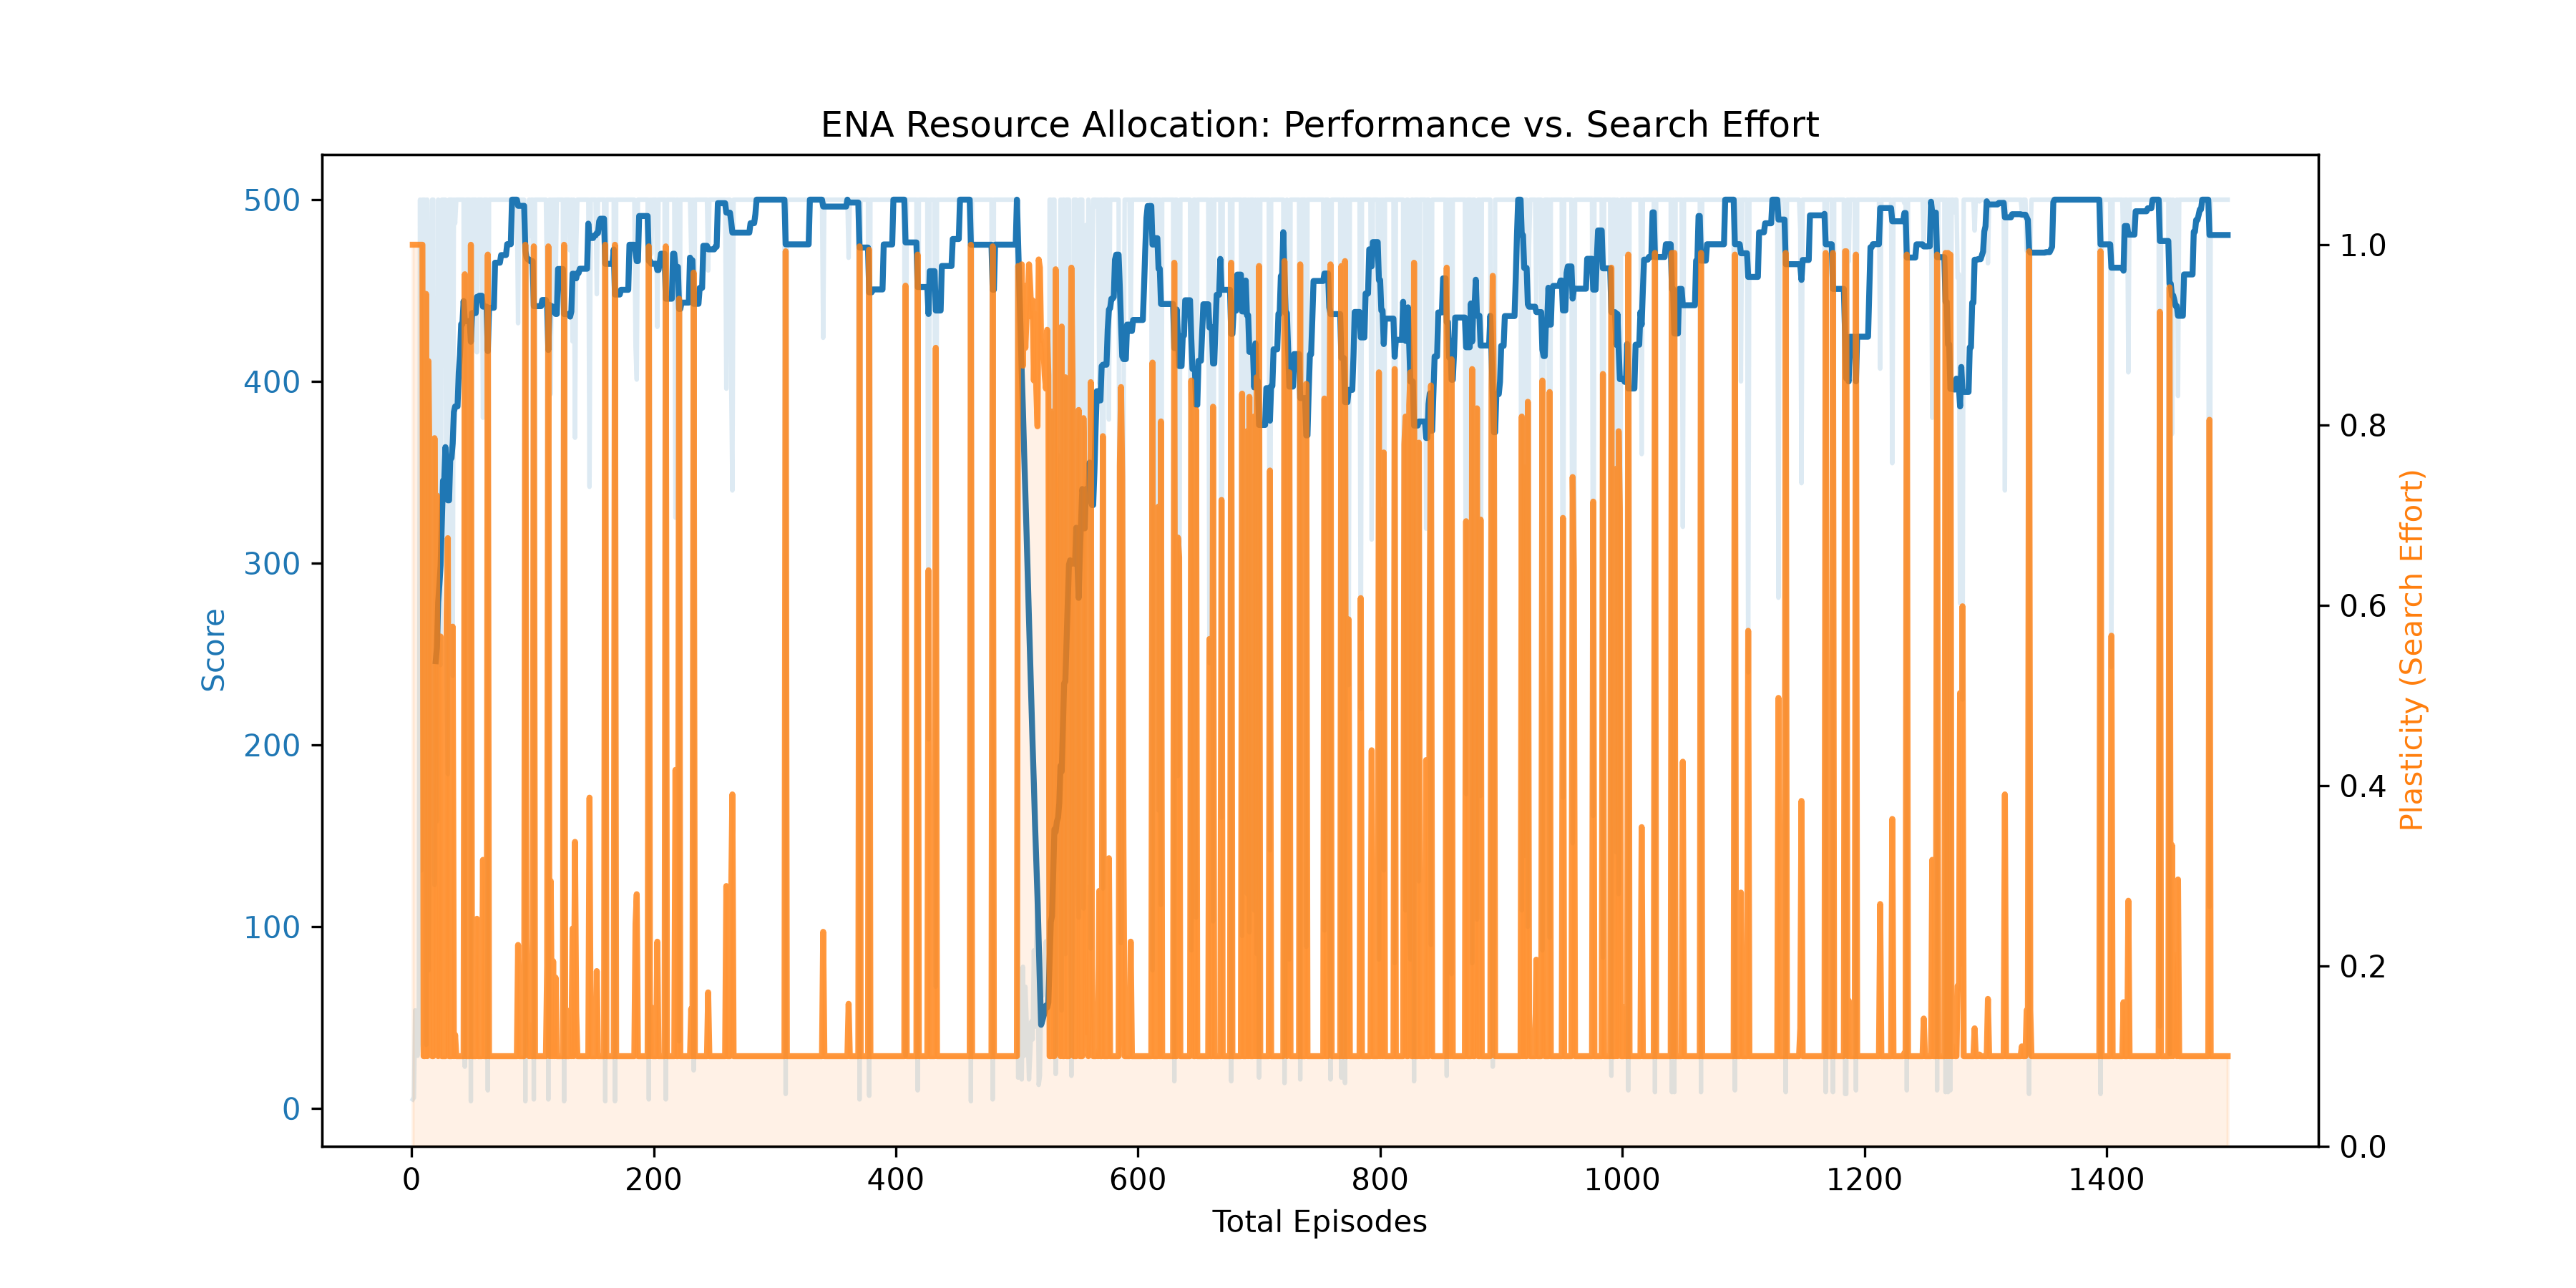 ENA Resource Allocation: Performance vs. Search Effort
500
400
300
200
100
0
Score
1.0
0.8
0.6
0.4
0.2
0.0
Plasticity (Search Effort)
0 200 400 600 800 1000 1200 1400
Total Episodes